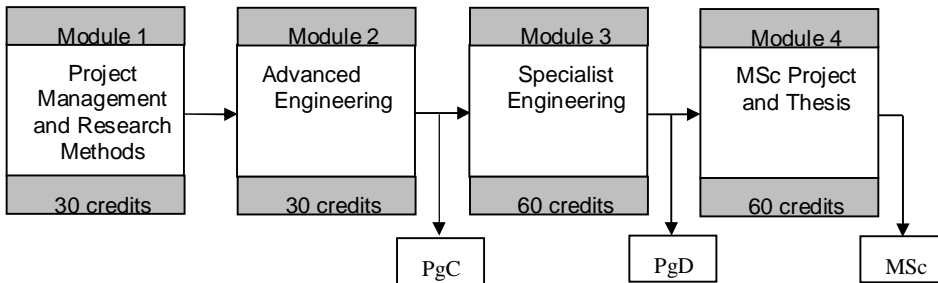 Module 1
Project
Management
and Research
Methods
30 credits
Module 2
Advanced
Engineering
30 credits
Module 3
Specialist
Engineering
60 credits
Module 4
MSc Project
and Thesis
60 credits
PgC
PgD
MSc